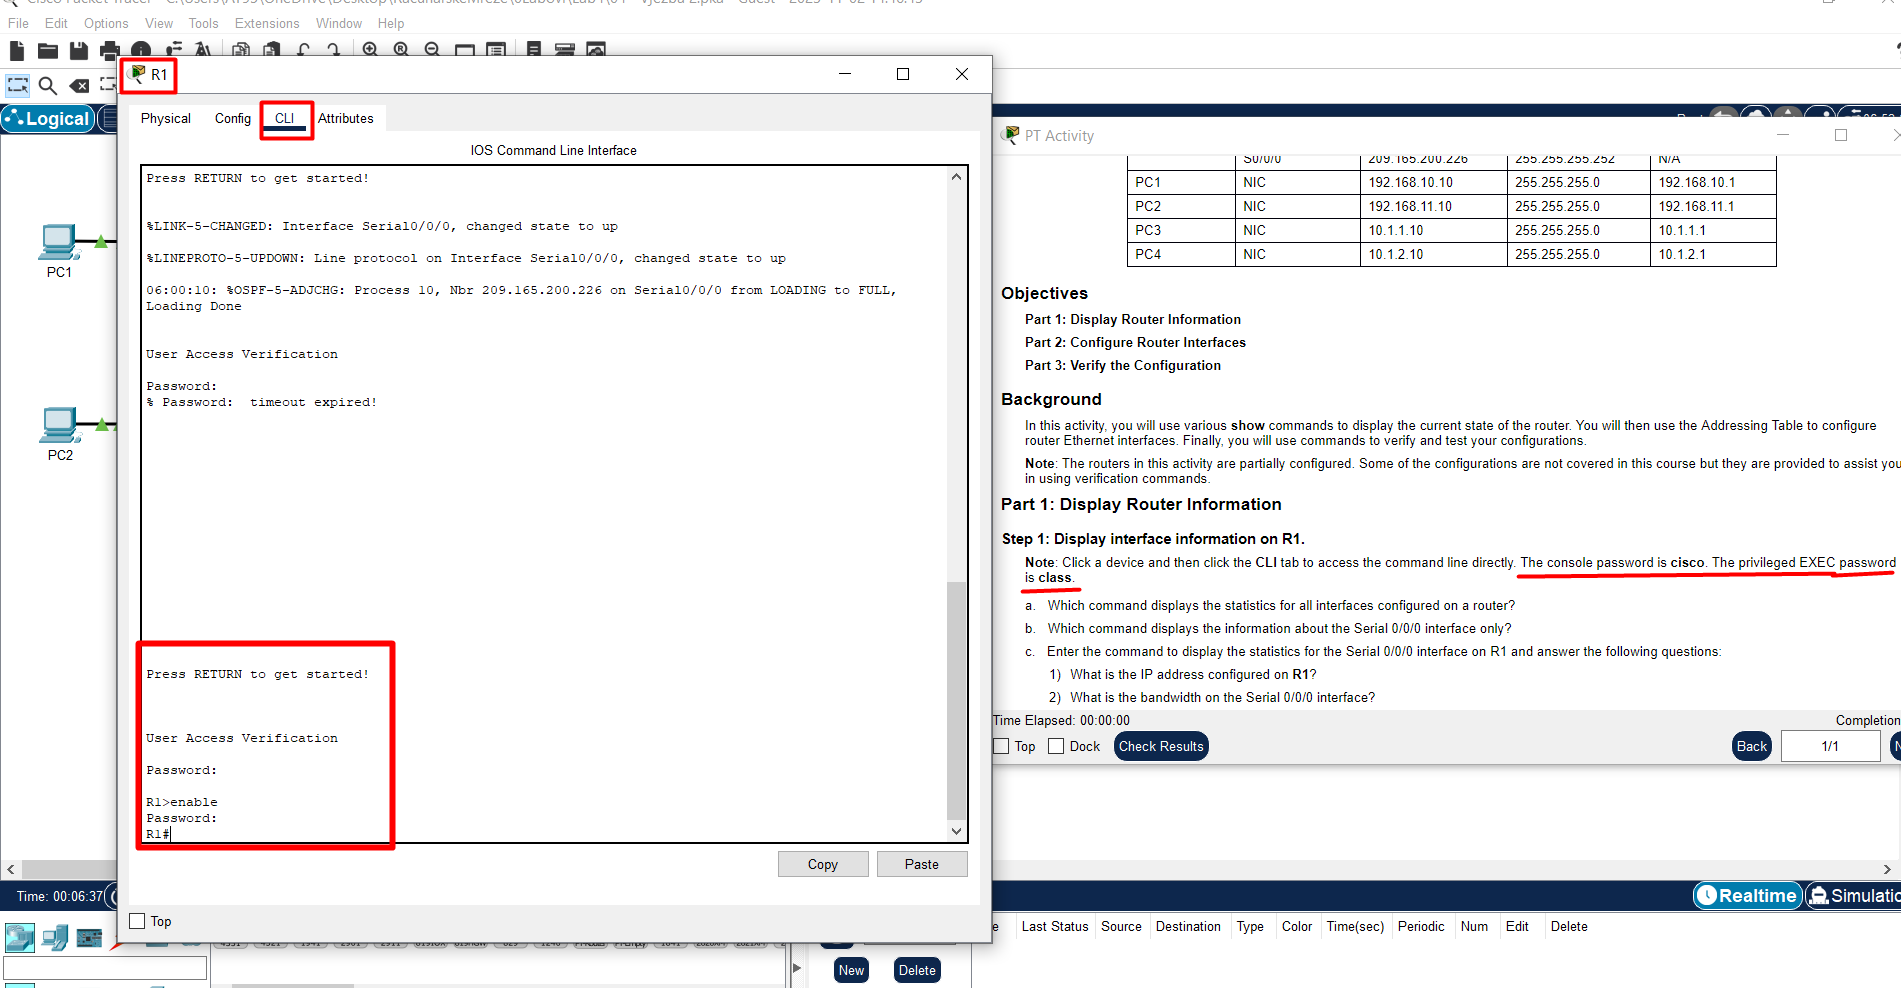 File Edit Options View Tools Extensions Window Help
Logical
PC1
PC2
R1
Physical Config CLI Attributes
IOS Command Line Interface
Press RETURN to get started!
%LINK-5-CHANGED: Interface Serial0/0/0, changed state to up
%LINEPROTO-5-UPDOWN: Line protocol on Interface Serial0/0/0, changed state to up
06:00:10: %OSPF-5-ADJCHG: Process 10, Nbr 209.165.200.226 on Serial0/0/0 from LOADING to FULL,
Loading Done
User Access Verification
Password:
% Password:  timeout expired!
Press RETURN to get started!
User Access Verification
Password:
R1>enable
Password:
R1#
Copy Paste
Top
PT Activity
S0/0/0 209.165.200.226 255.255.255.252 N/A
PC1 NIC 192.168.10.10 255.255.255.0 192.168.10.1
PC2 NIC 192.168.11.10 255.255.255.0 192.168.11.1
PC3 NIC 10.1.1.10 255.255.255.0 10.1.1.1
PC4 NIC 10.1.2.10 255.255.255.0 10.1.2.1
Objectives
Part 1: Display Router Information
Part 2: Configure Router Interfaces
Part 3: Verify the Configuration
Background
In this activity, you will use various show commands to display the current state of the router. You will then use the Addressing Table to configure
router Ethernet interfaces. Finally, you will use commands to verify and test your configurations.
Note: The routers in this activity are partially configured. Some of the configurations are not covered in this course but they are provided to assist you
in using verification commands.
Part 1: Display Router Information
Step 1: Display interface information on R1.
Note: Click a device and then click the CLI tab to access the command line directly. The console password is cisco. The privileged EXEC password
is class.
a. Which command displays the statistics for all interfaces configured on a router?
b. Which command displays the information about the Serial 0/0/0 interface only?
c. Enter the command to display the statistics for the Serial 0/0/0 interface on R1 and answer the following questions:
1) What is the IP address configured on R1?
2) What is the bandwidth on the Serial 0/0/0 interface?
Time Elapsed: 00:00:00 Completion
Top Dock Check Results Back 1/1
Time: 00:06:37
Realtime Simulatio
Last Status Source Destination Type Color Time(sec) Periodic Num Edit Delete
New Delete